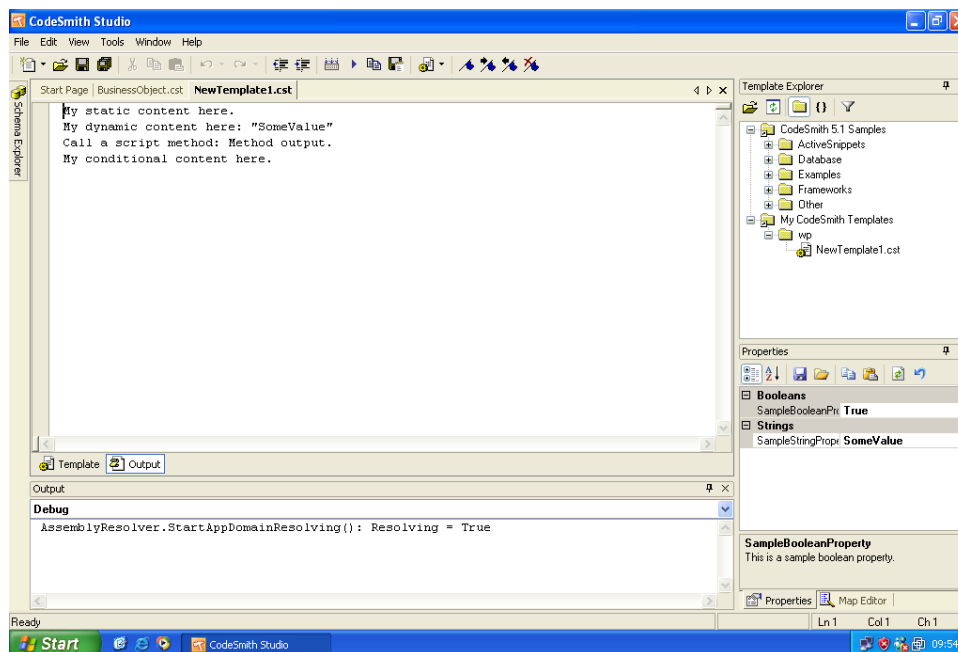 CodeSmith Studio
File Edit View Tools Window Help
Schema Explorer
Start Page BusinessObject.cst NewTemplate1.cst
My static content here.
My dynamic content here: "SomeValue"
Call a script method: Method output.
My conditional content here.
Template Output
Output
Debug
AssemblyResolver.StartAppDomainResolving(): Resolving = True
Template Explorer
CodeSmith 5.1 Samples
ActiveSnippets
Database
Examples
Frameworks
Other
My CodeSmith Templates
wp
NewTemplate1.cst
Properties
Booleans
SampleBooleanPro True
Strings
SampleStringPrope SomeValue
SampleBooleanProperty
This is a sample boolean property.
Properties Map Editor
Ready Ln 1 Col 1 Ch 1
Start CodeSmith Studio 09:54